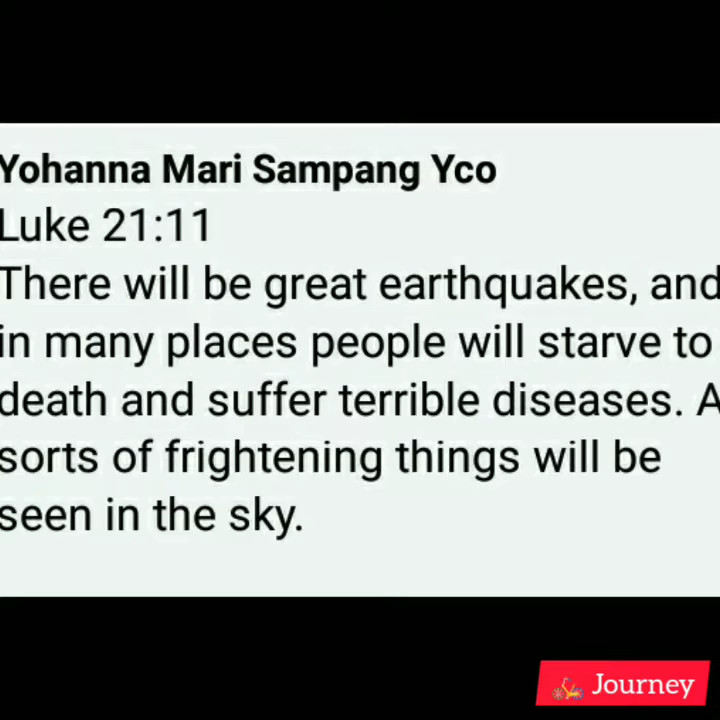 Yohanna Mari Sampang Yco
Luke 21:11
There will be great earthquakes, and
in many places people will starve to
death and suffer terrible diseases. A
sorts of frightening things will be
seen in the sky.
Journey